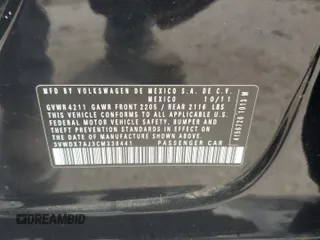 MFD. BY VOLKSWAGEN DE MEXICO S.A. DE C.V.
MEXICO 10/11
GVWR 4211 GAWR FRONT 2205 / REAR 2116 LBS
THIS VEHICLE CONFORMS TO ALL APPLICABLE U.S.
FEDERAL MOTOR VEHICLE SAFETY, BUMPER, AND
THEFT PREVENTION STANDARDS IN EFFECT ON THE
DATE OF MANUFACTURE SHOWN ABOVE.
3VWDX7AJ3CM338441 PASSENGER CAR
©BIDAMBID